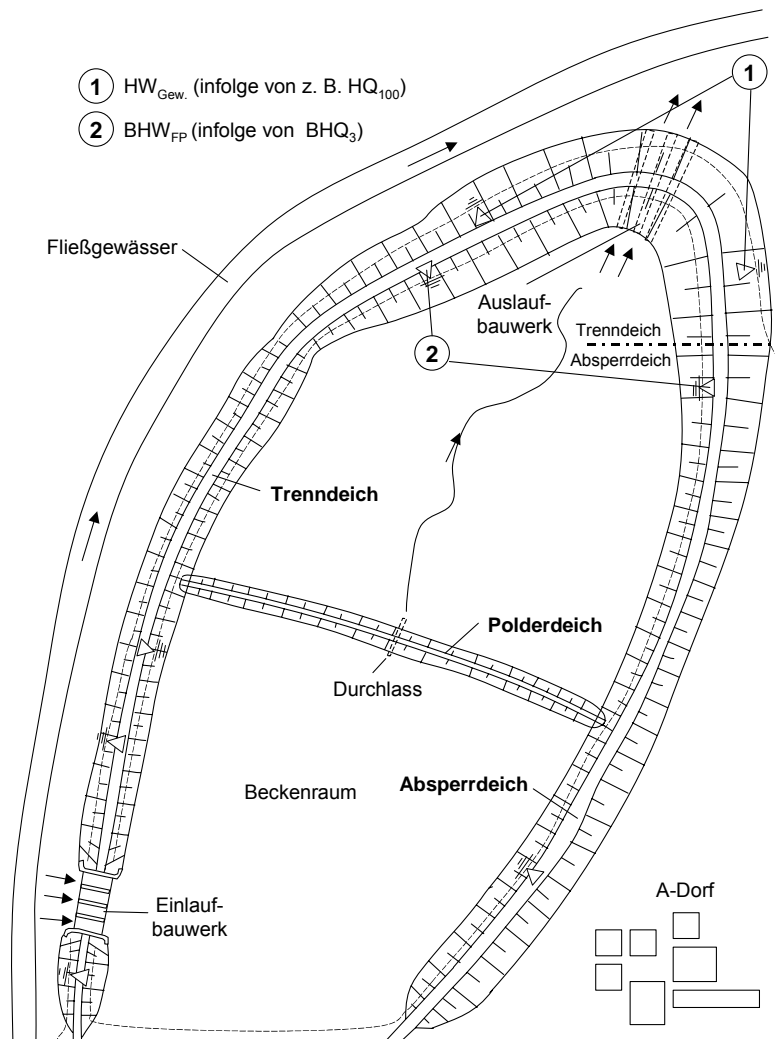 1 HW_Gew. (infolge von z. B. HQ_100)
2 BHW_FP (infolge von BHQ_3)
1
Fließgewässer
Auslauf-
bauwerk
Trenndeich
Absperrdeich
2
Trenndeich
Polderdeich
Durchlass
Beckenraum
Absperrdeich
Einlauf-
bauwerk
A-Dorf